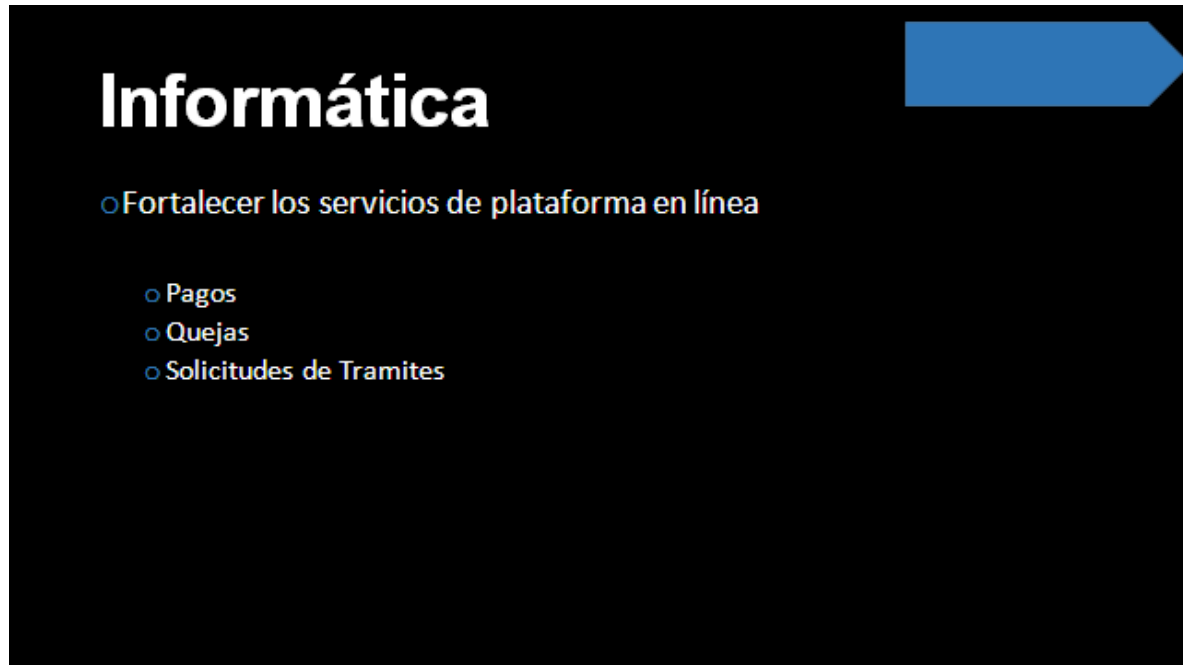 Informática
Fortalecer los servicios de plataforma en línea
Pagos
Quejas
Solicitudes de Tramites